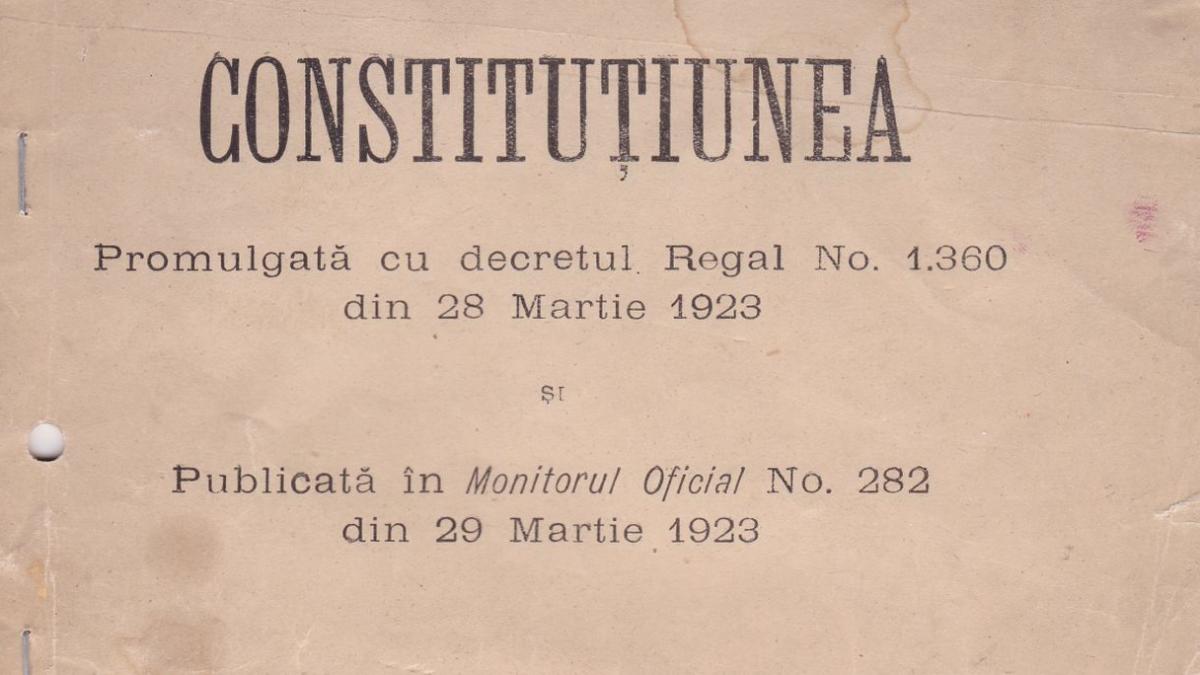 CONSTITUȚIUNEA
Promulgată cu decretul Regal No. 1.360
din 28 Martie 1923
ȘI
Publicată în Monitorul Oficial No. 282
din 29 Martie 1923